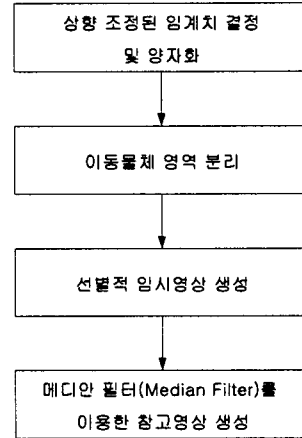 상향 조정된 임계치 결정
및 양자화
이동물체 영역 분리
선별적 임시영상 생성
메디안 필터(Median Filter)를
이용한 참고영상 생성